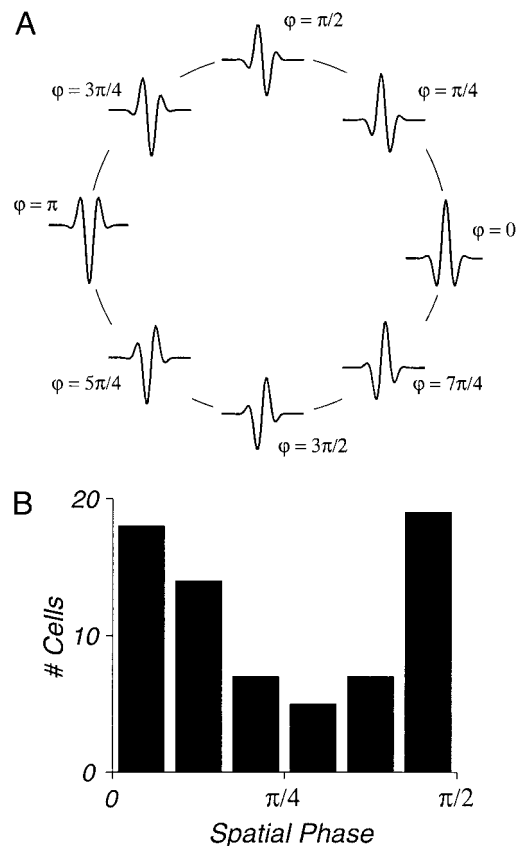 A
φ = π/2
φ = 3π/4
φ = π/4
φ = π
φ = 0
φ = 5π/4
φ = 7π/4
φ = 3π/2
B
20
10
0
# Cells
0
π/4
π/2
Spatial Phase